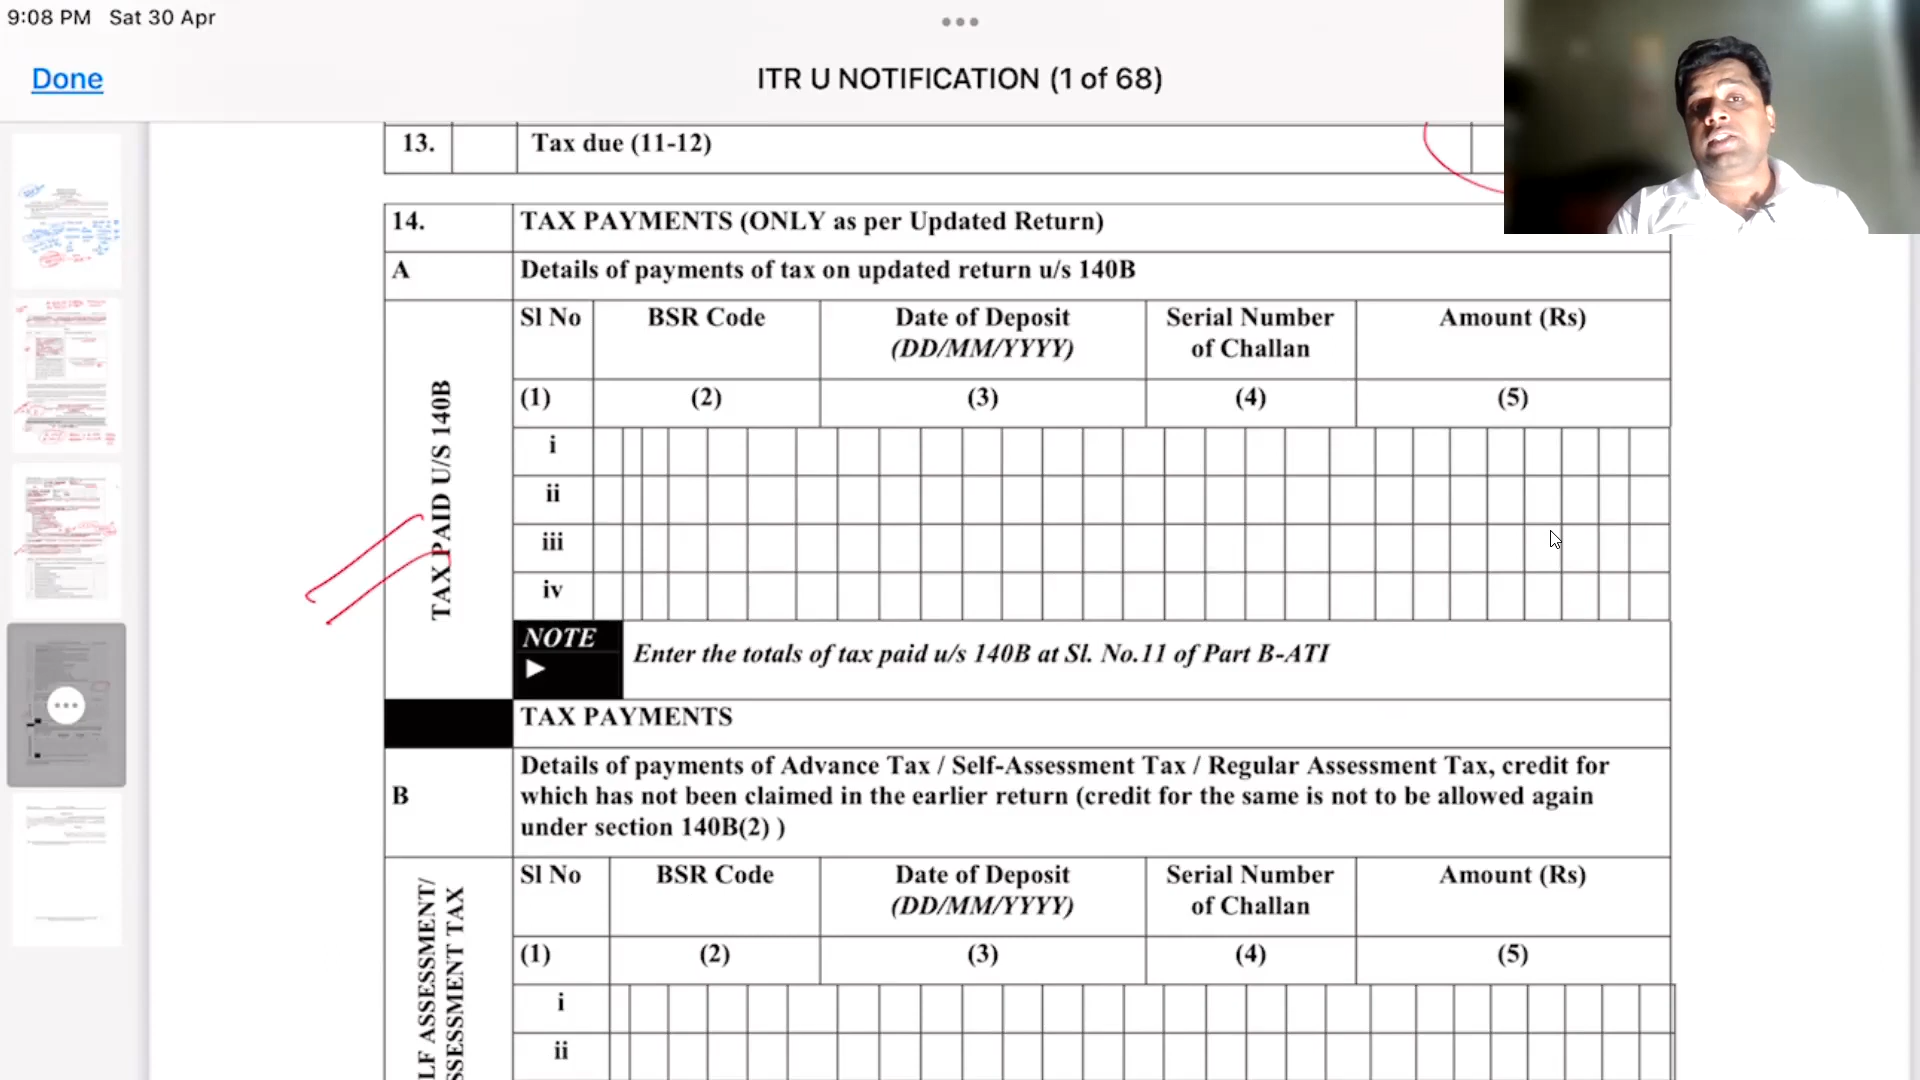 9:08 PM Sat 30 Apr
Done
ITR U NOTIFICATION (1 of 68)
13. Tax due (11-12)
14. TAX PAYMENTS (ONLY as per Updated Return)
A Details of payments of tax on updated return u/s 140B
TAX PAID U/S 140B
Sl No BSR Code Date of Deposit (DD/MM/YYYY) Serial Number of Challan Amount (Rs)
(1) (2) (3) (4) (5)
i
ii
iii
iv
NOTE Enter the totals of tax paid u/s 140B at Sl. No.11 of Part B-ATI
TAX PAYMENTS
B
Details of payments of Advance Tax / Self-Assessment Tax / Regular Assessment Tax, credit for
which has not been claimed in the earlier return (credit for the same is not to be allowed again
under section 140B(2) )
LF ASSESSMENT/
SSESSMENT TAX
Sl No BSR Code Date of Deposit (DD/MM/YYYY) Serial Number of Challan Amount (Rs)
(1) (2) (3) (4) (5)
i
ii